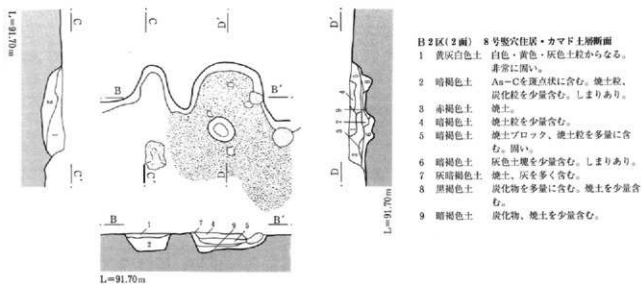 B2区(2面) 8号竪穴住居・カマド土層断面
1 黄灰白色土 白色・黄色・灰色土粒からなる。
非常に固い。
2 暗褐色土 As-Cを斑点状に含む。焼土粒、
炭化粒を少量含む。しまりあり。
3 赤褐色土 焼土。
4 暗褐色土 焼土粒を少量含む。
5 暗褐色土 焼土ブロック、焼土粒を多量に含
む。固い。
6 暗褐色土 灰色土塊を少量含む。しまりあり。
7 灰暗褐色土 焼土、灰を多く含む。
8 黒褐色土 炭化物を多量に含む。焼土を少量含
む。
9 暗褐色土 炭化物、焼土を少量含む。
L=91.70m
C
C'
D
D'
B
B'
C
C'
D
D'
L=91.70m
B
B'
1
2
7 4 9 5
L=91.70m